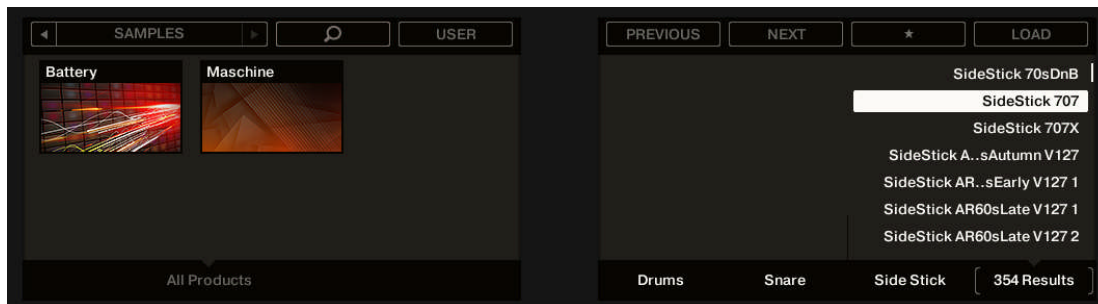 SAMPLES
USER
Battery
Maschine
All Products
PREVIOUS
NEXT
LOAD
SideStick 70sDnB
SideStick 707
SideStick 707X
SideStick A..sAutumn V127
SideStick AR..sEarly V127 1
SideStick AR60sLate V127 1
SideStick AR60sLate V127 2
Drums
Snare
Side Stick
354 Results